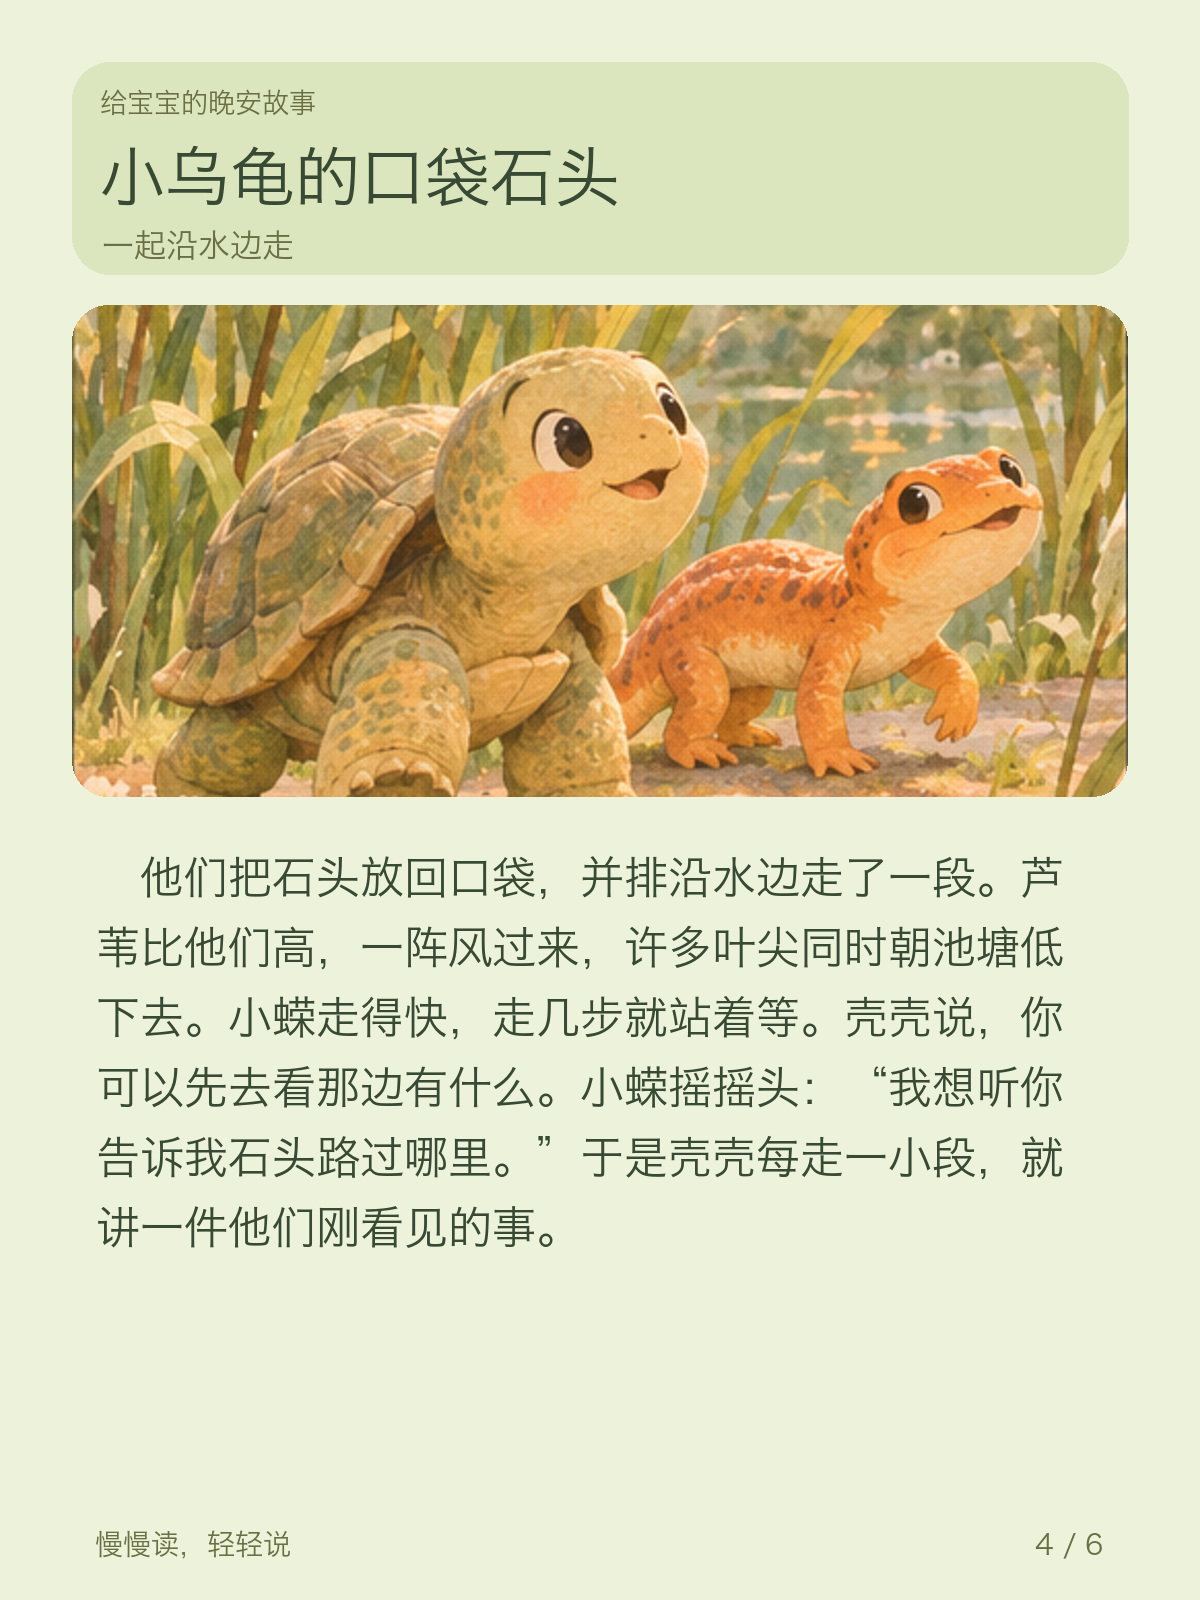 给宝宝的晚安故事
小乌龟的口袋石头
一起沿水边走
他们把石头放回口袋，并排沿水边走了一段。芦
苇比他们高，一阵风过来，许多叶尖同时朝池塘低
下去。小蝾走得快，走几步就站着等。壳壳说，你
可以先去看那边有什么。小蝾摇摇头：“我想听你
告诉我石头路过哪里。”于是壳壳每走一小段，就
讲一件他们刚看见的事。
慢慢读，轻轻说
4 / 6